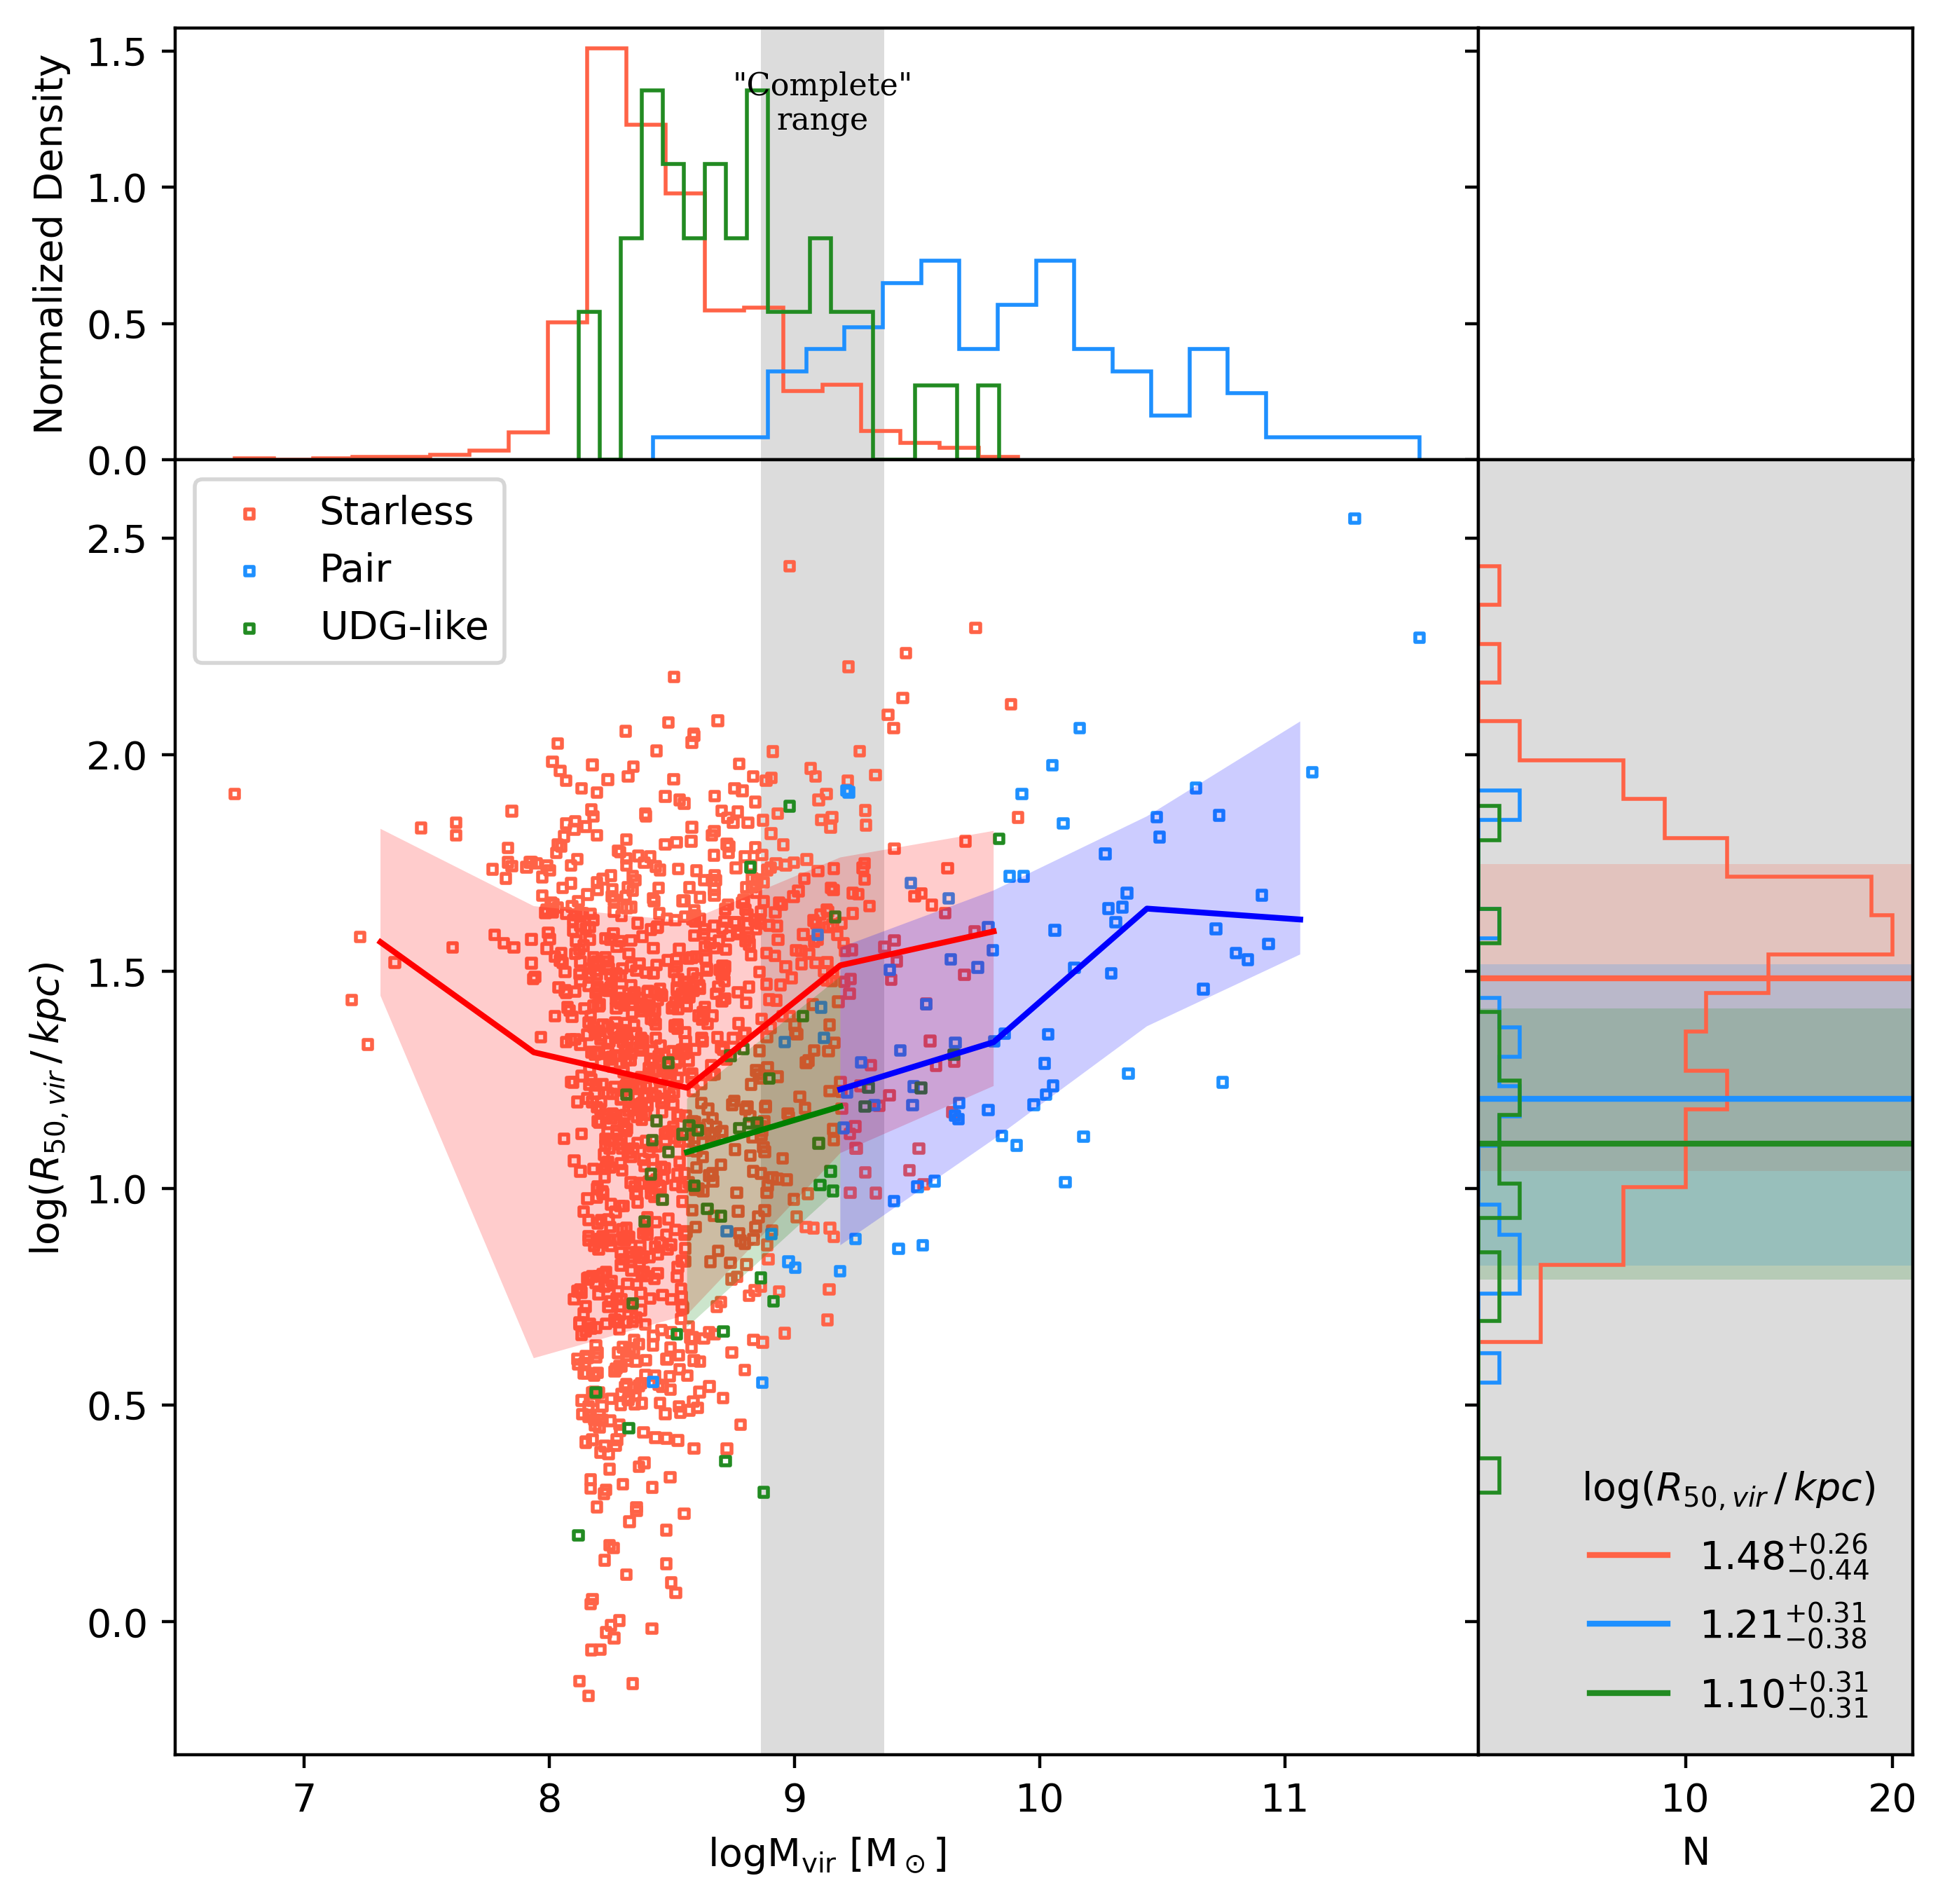 Normalized Density
1.5
1.0
0.5
0.0
"Complete"
range
Starless
Pair
UDG-like
log(R₅₀,ᵥᵢᵣ / kpc)
2.5
2.0
1.5
1.0
0.5
0.0
7 8 9 10 11
logMᵥᵢᵣ [M⊙]
log(R₅₀,ᵥᵢᵣ / kpc)
1.48 +0.26 −0.44
1.21 +0.31 −0.38
1.10 +0.31 −0.31
10 20
N